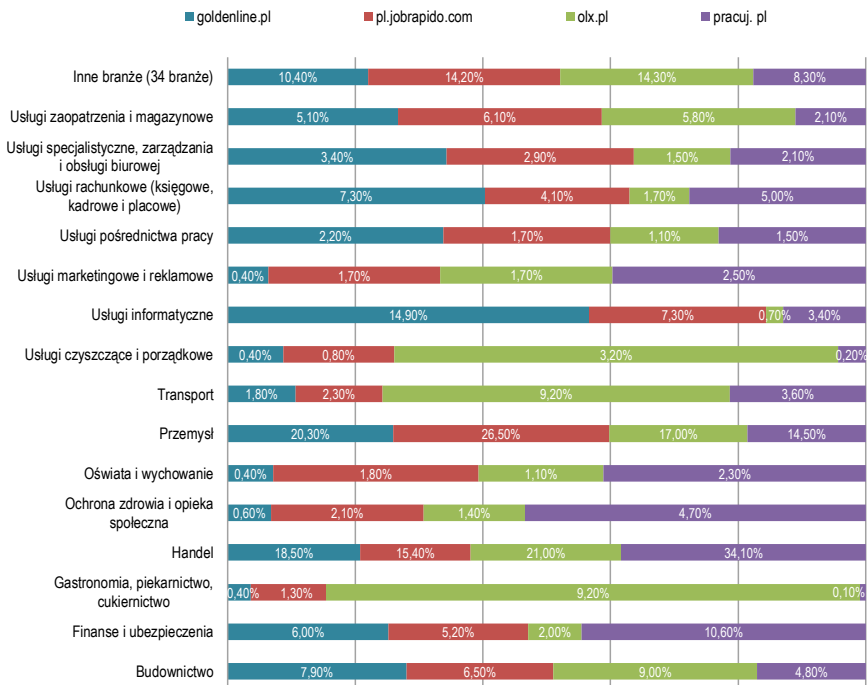 goldenline.pl pl.jobrapido.com olx.pl pracuj. pl
Inne branże (34 branże) 10,40% 14,20% 14,30% 8,30%
Usługi zaopatrzenia i magazynowe 5,10% 6,10% 5,80% 2,10%
Usługi specjalistyczne, zarządzania
i obsługi biurowej 3,40% 2,90% 1,50% 2,10%
Usługi rachunkowe (księgowe,
kadrowe i placowe) 7,30% 4,10% 1,70% 5,00%
Usługi pośrednictwa pracy 2,20% 1,70% 1,10% 1,50%
Usługi marketingowe i reklamowe 0,40% 1,70% 1,70% 2,50%
Usługi informatyczne 14,90% 7,30% 0,70% 3,40%
Usługi czyszczące i porządkowe 0,40% 0,80% 3,20% 0,20%
Transport 1,80% 2,30% 9,20% 3,60%
Przemysł 20,30% 26,50% 17,00% 14,50%
Oświata i wychowanie 0,40% 1,80% 1,10% 2,30%
Ochrona zdrowia i opieka
społeczna 0,60% 2,10% 1,40% 4,70%
Handel 18,50% 15,40% 21,00% 34,10%
Gastronomia, piekarnictwo,
cukiernictwo 0,40% 1,30% 9,20% 0,10%
Finanse i ubezpieczenia 6,00% 5,20% 2,00% 10,60%
Budownictwo 7,90% 6,50% 9,00% 4,80%